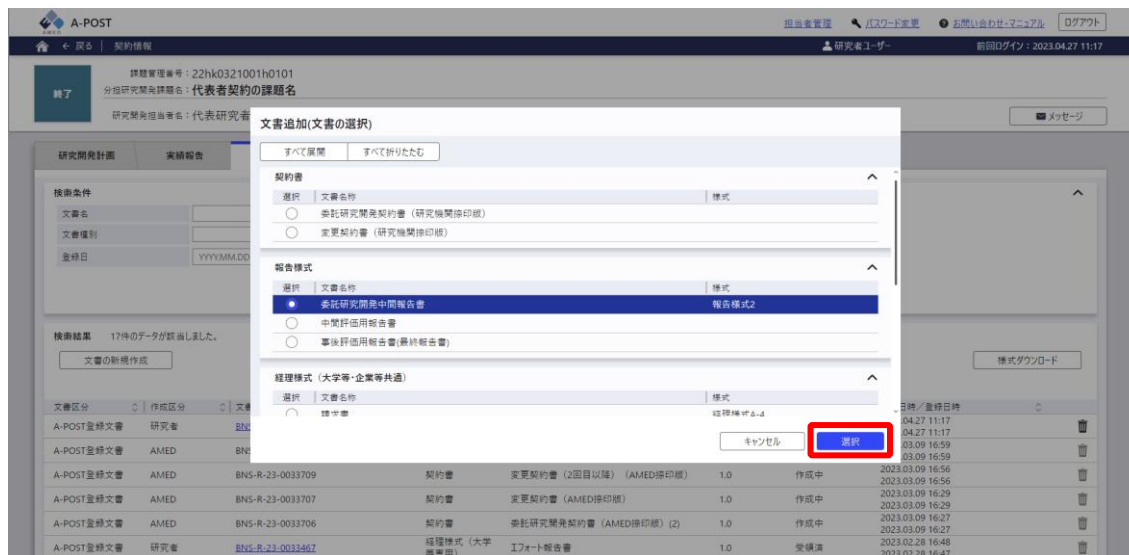 A-POST
AMED
担当者管理 パスワード変更 お問い合わせ・マニュアル ログアウト
← 戻る | 契約情報 研究者ユーザー 前回ログイン:2023.04.27 11:17
終了
課題管理番号:22hk0321001h0101
分担研究開発課題名:代表者契約の課題名
研究開発担当者名:代表研究者
メッセージ
研究開発計画 実績報告
検索条件
文書名
文書種別
登録日 YYYY.MM.DD
文書追加(文書の選択)
すべて展開 すべて折りたたむ
契約書
選択 文書名称 様式
委託研究開発契約書(研究機関捺印版)
変更契約書(研究機関捺印版)
報告様式
選択 文書名称 様式
委託研究開発中間報告書 報告様式2
中間評価用報告書
事後評価用報告書(最終報告書)
経理様式(大学等・企業等共通)
選択 文書名称 様式
請求書 経理様式A-4
キャンセル 選択
検索結果 17件のデータが該当しました。
文書の新規作成 様式ダウンロード
文書区分 作成区分 日時/登録日時
A-POST登録文書 研究者 BNS .04.27 11:17
.04.27 11:17
A-POST登録文書 AMED BNS .03.09 16:59
.03.09 16:59
A-POST登録文書 AMED BNS-R-23-0033709 契約書 変更契約書(2回目以降)(AMED捺印版) 1.0 作成中 2023.03.09 16:56
2023.03.09 16:56
A-POST登録文書 AMED BNS-R-23-0033707 契約書 変更契約書(AMED捺印版) 1.0 作成中 2023.03.09 16:29
2023.03.09 16:29
A-POST登録文書 AMED BNS-R-23-0033706 契約書 委託研究開発契約書(AMED捺印版) (2) 1.0 作成中 2023.03.09 16:27
2023.03.09 16:27
A-POST登録文書 研究者 BNS-R-23-0033467 経理様式(大学等専用) エフォート報告書 1.0 受領済 2023.02.28 16:48
2023.02.28 16:47